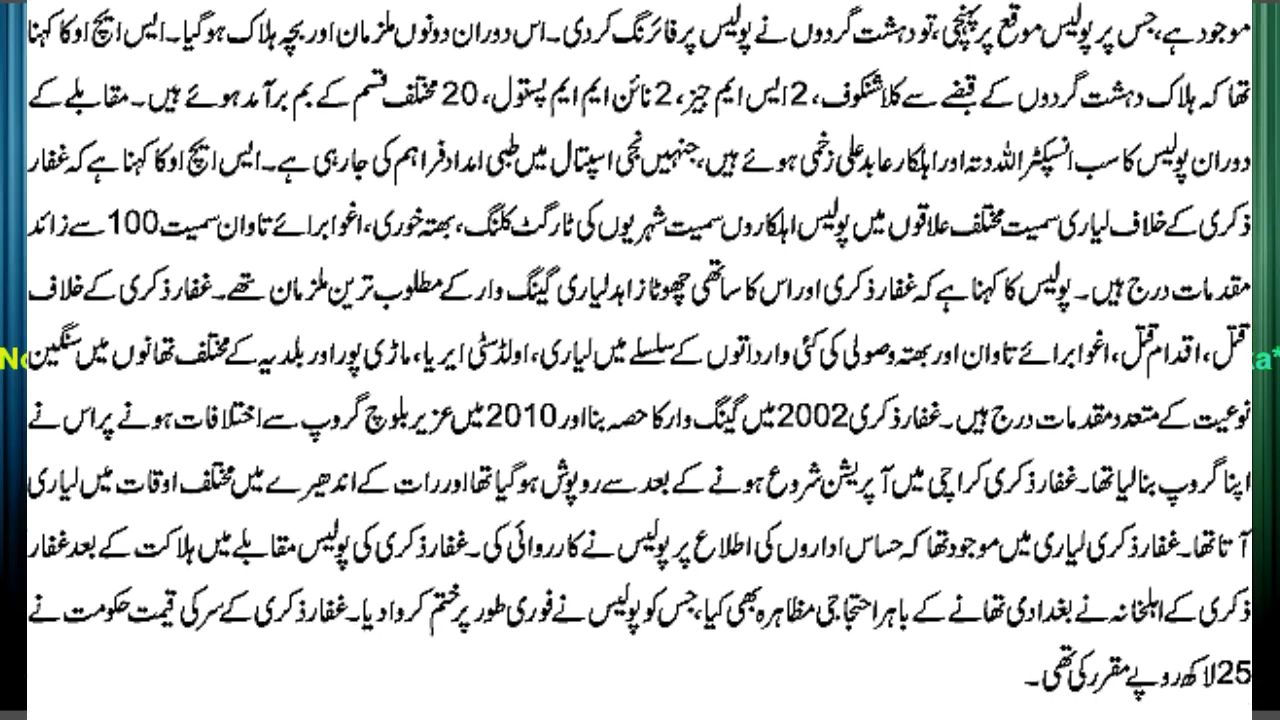 موجود ہے، جس پر پولیس موقع پر پہنچی، تو دہشت گردوں نے پولیس پر فائرنگ کردی۔ اس دوران دونوں ملزمان اور بچہ ہلاک ہوگیا۔ ایس ایچ او کا کہنا
تھا کہ ہلاک دہشت گردوں کے قبضے سے کلاشنکوف، 2 ایس ایم جیز، 2 نائن ایم ایم پستول، 20 مختلف قسم کے بم برآمد ہوئے ہیں۔ مقابلے کے
دوران پولیس کا سب انسپکٹر اللہ دتہ اور اہلکار عابد علی زخمی ہوئے ہیں، جنہیں نجی اسپتال میں طبی امداد فراہم کی جارہی ہے۔ ایس ایچ او کا کہنا ہے کہ غفار
ذکری کے خلاف لیاری سمیت مختلف علاقوں میں پولیس اہلکاروں سمیت شہریوں کی ٹارگٹ کلنگ، بھتہ خوری، اغوا برائے تاوان سمیت 100 سے زائد
مقدمات درج ہیں۔ پولیس کا کہنا ہے کہ غفار ذکری اور اس کا ساتھی چھوٹا زاہد لیاری گینگ وار کے مطلوب ترین ملزمان تھے۔ غفار ذکری کے خلاف
قتل، اقدام قتل، اغوا برائے تاوان اور بھتہ وصولی کی کئی وارداتوں کے سلسلے میں لیاری، اولڈ سٹی ایریا، ماڑی پور اور بلدیہ کے مختلف تھانوں میں سنگین
نوعیت کے متعدد مقدمات درج ہیں۔ غفار ذکری 2002 میں گینگ وار کا حصہ بنا اور 2010 میں عزیر بلوچ گروپ سے اختلافات ہونے پر اس نے
اپنا گروپ بنالیا تھا۔ غفار ذکری کراچی میں آپریشن شروع ہونے کے بعد سے روپوش ہوگیا تھا اور رات کے اندھیرے میں مختلف اوقات میں لیاری
آتا تھا۔ غفار ذکری لیاری میں موجود تھا کہ حساس اداروں کی اطلاع پر پولیس نے کارروائی کی۔ غفار ذکری کی پولیس مقابلے میں ہلاکت کے بعد غفار
ذکری کے اہلخانہ نے بغدادی تھانے کے باہر احتجاجی مظاہرہ بھی کیا، جس کو پولیس نے فوری طور پر ختم کروا دیا۔ غفار ذکری کے سر کی قیمت حکومت نے
25 لاکھ روپے مقرر کی تھی۔